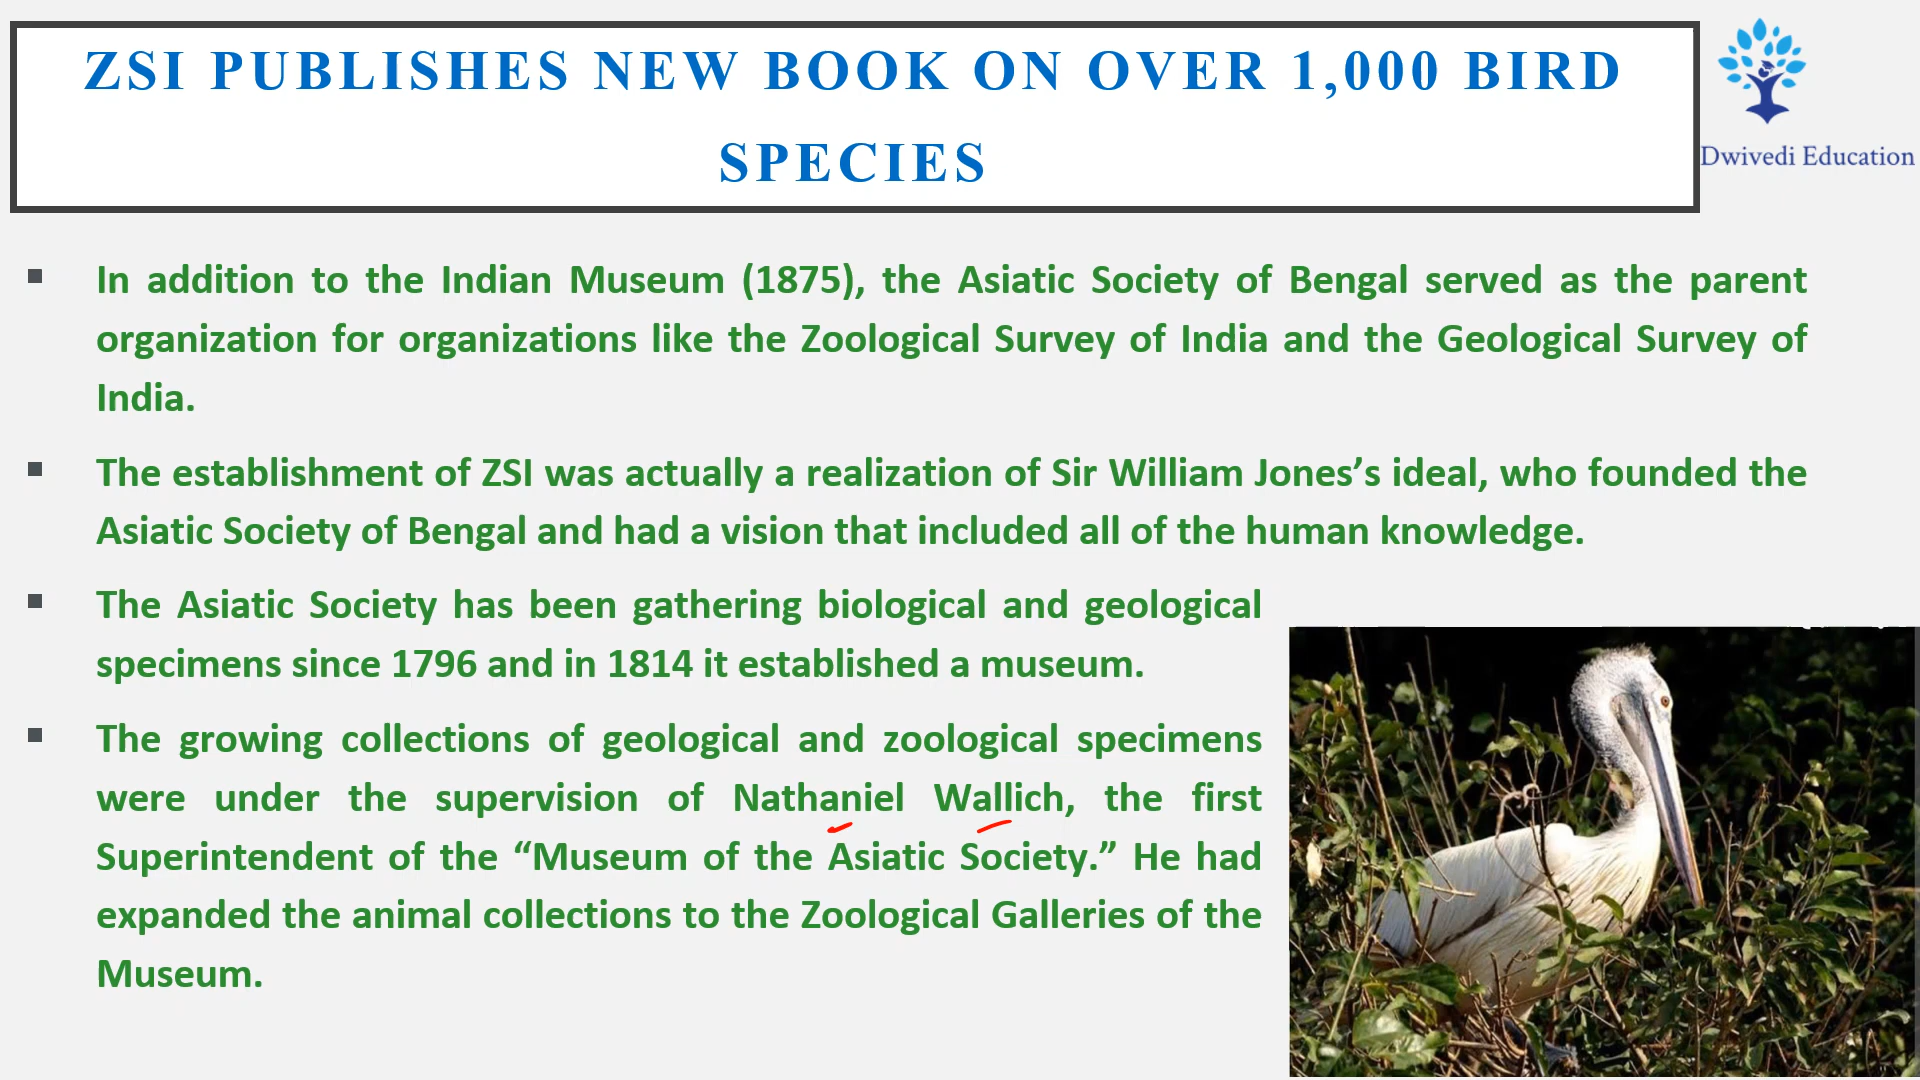 ZSI PUBLISHES NEW BOOK ON OVER 1,000 BIRD
SPECIES
Dwivedi Education
In addition to the Indian Museum (1875), the Asiatic Society of Bengal served as the parent
organization for organizations like the Zoological Survey of India and the Geological Survey of
India.
The establishment of ZSI was actually a realization of Sir William Jones’s ideal, who founded the
Asiatic Society of Bengal and had a vision that included all of the human knowledge.
The Asiatic Society has been gathering biological and geological
specimens since 1796 and in 1814 it established a museum.
The growing collections of geological and zoological specimens
were under the supervision of Nathaniel Wallich, the first
Superintendent of the “Museum of the Asiatic Society.” He had
expanded the animal collections to the Zoological Galleries of the
Museum.